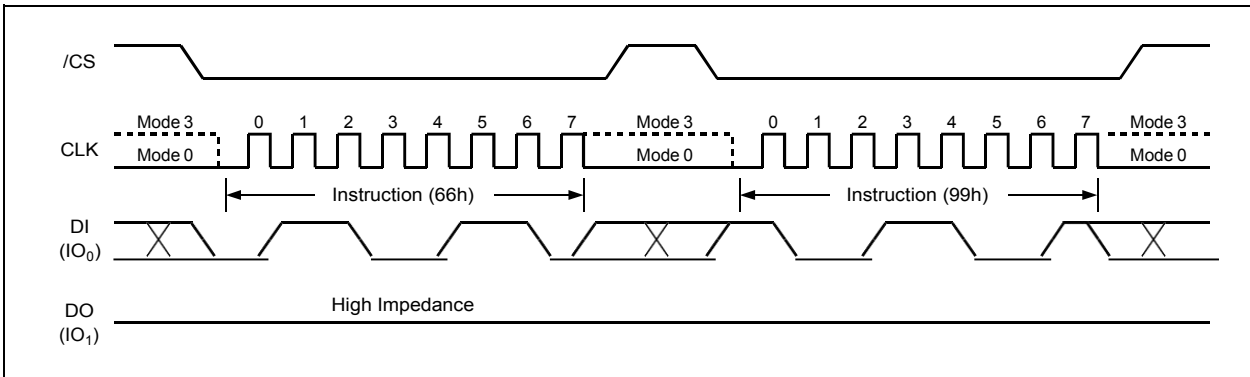 /CS
Mode 3 0 1 2 3 4 5 6 7 Mode 3 0 1 2 3 4 5 6 7 Mode 3
CLK
Mode 0 Mode 0 Mode 0
Instruction (66h) Instruction (99h)
DI
(IO0)
High Impedance
DO
(IO1)